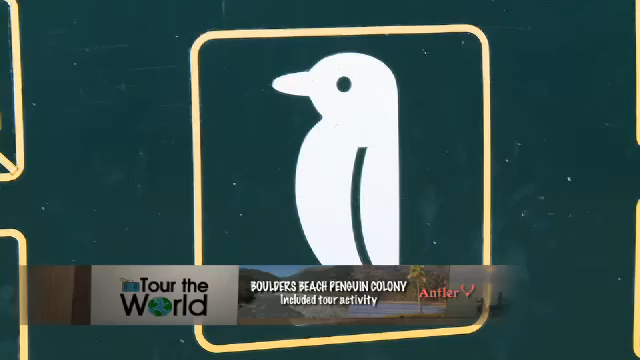 Tour the
World
BOULDERS BEACH PENGUIN COLONY
Included tour activity
Antler